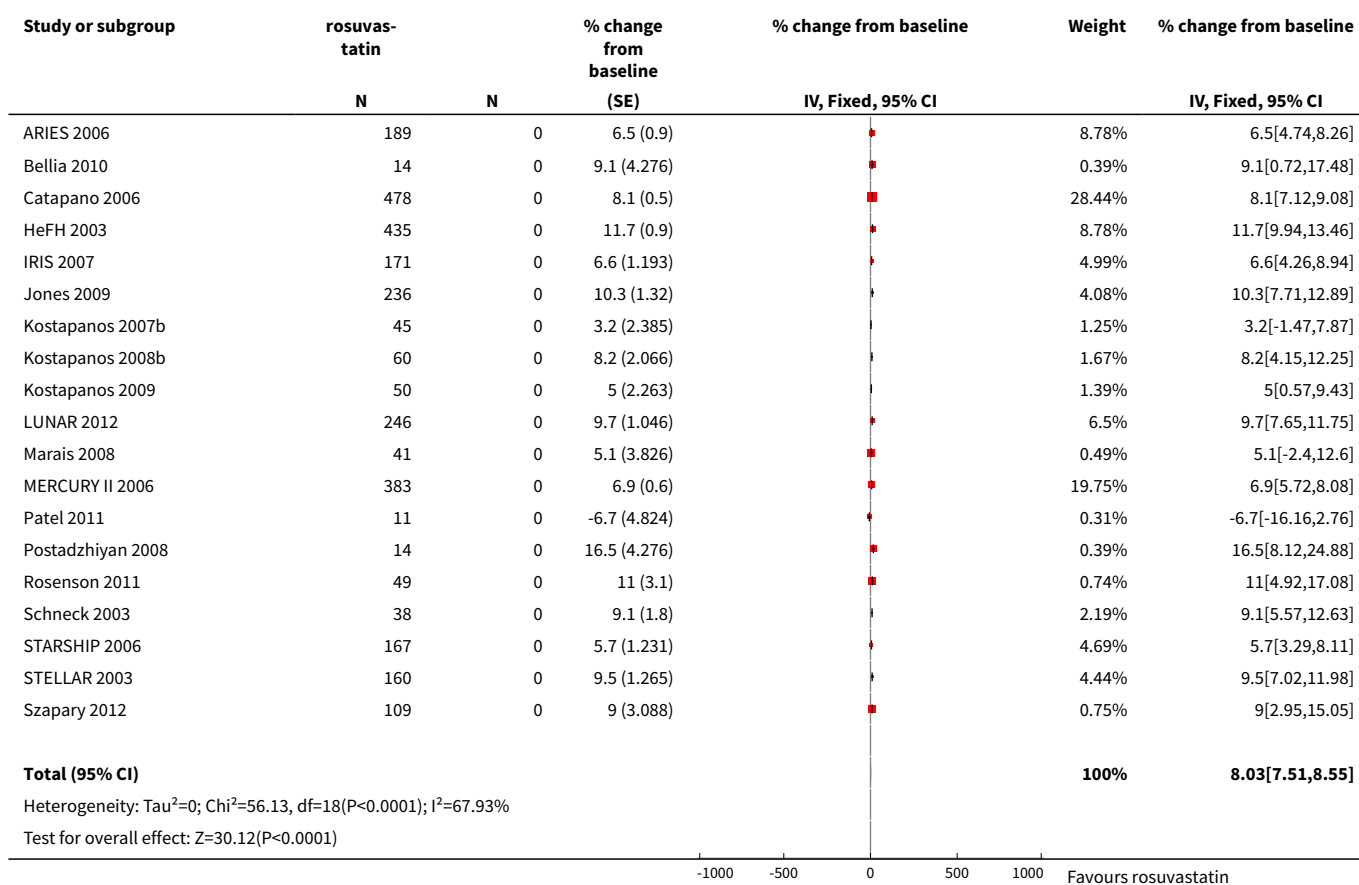 Study or subgroup rosuvas- % change % change from baseline Weight % change from baseline
tatin from
baseline
N N (SE) IV, Fixed, 95% CI IV, Fixed, 95% CI
ARIES 2006 189 0 6.5 (0.9) 8.78% 6.5[4.74,8.26]
Bellia 2010 14 0 9.1 (4.276) 0.39% 9.1[0.72,17.48]
Catapano 2006 478 0 8.1 (0.5) 28.44% 8.1[7.12,9.08]
HeFH 2003 435 0 11.7 (0.9) 8.78% 11.7[9.94,13.46]
IRIS 2007 171 0 6.6 (1.193) 4.99% 6.6[4.26,8.94]
Jones 2009 236 0 10.3 (1.32) 4.08% 10.3[7.71,12.89]
Kostapanos 2007b 45 0 3.2 (2.385) 1.25% 3.2[-1.47,7.87]
Kostapanos 2008b 60 0 8.2 (2.066) 1.67% 8.2[4.15,12.25]
Kostapanos 2009 50 0 5 (2.263) 1.39% 5[0.57,9.43]
LUNAR 2012 246 0 9.7 (1.046) 6.5% 9.7[7.65,11.75]
Marais 2008 41 0 5.1 (3.826) 0.49% 5.1[-2.4,12.6]
MERCURY II 2006 383 0 6.9 (0.6) 19.75% 6.9[5.72,8.08]
Patel 2011 11 0 -6.7 (4.824) 0.31% -6.7[-16.16,2.76]
Postadzhiyan 2008 14 0 16.5 (4.276) 0.39% 16.5[8.12,24.88]
Rosenson 2011 49 0 11 (3.1) 0.74% 11[4.92,17.08]
Schneck 2003 38 0 9.1 (1.8) 2.19% 9.1[5.57,12.63]
STARSHIP 2006 167 0 5.7 (1.231) 4.69% 5.7[3.29,8.11]
STELLAR 2003 160 0 9.5 (1.265) 4.44% 9.5[7.02,11.98]
Szapary 2012 109 0 9 (3.088) 0.75% 9[2.95,15.05]
Total (95% CI) 100% 8.03[7.51,8.55]
Heterogeneity: Tau²=0; Chi²=56.13, df=18(P<0.0001); I²=67.93%
Test for overall effect: Z=30.12(P<0.0001)
-1000 -500 0 500 1000 Favours rosuvastatin